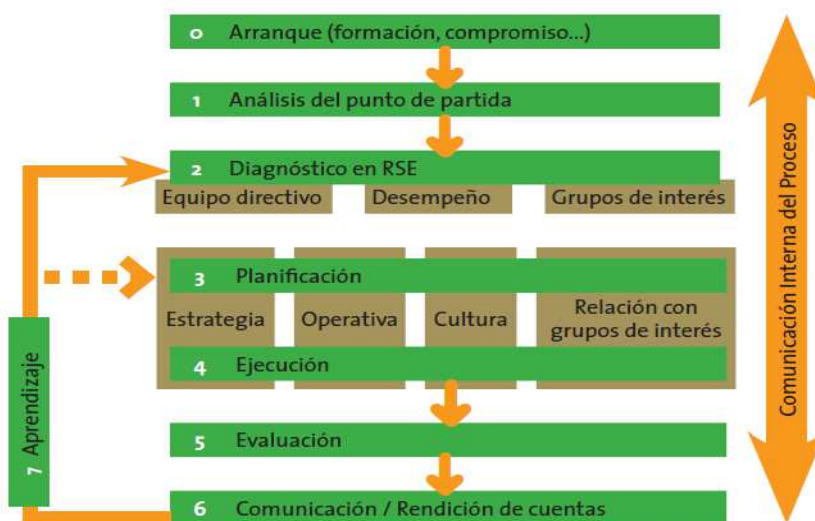 0 Arranque (formación, compromiso...)
1 Análisis del punto de partida
2 Diagnóstico en RSE
Equipo directivo Desempeño Grupos de interés
3 Planificación
Estrategia Operativa Cultura Relación con
grupos de interés
4 Ejecución
5 Evaluación
6 Comunicación / Rendición de cuentas
7 Aprendizaje
Comunicación Interna del Proceso